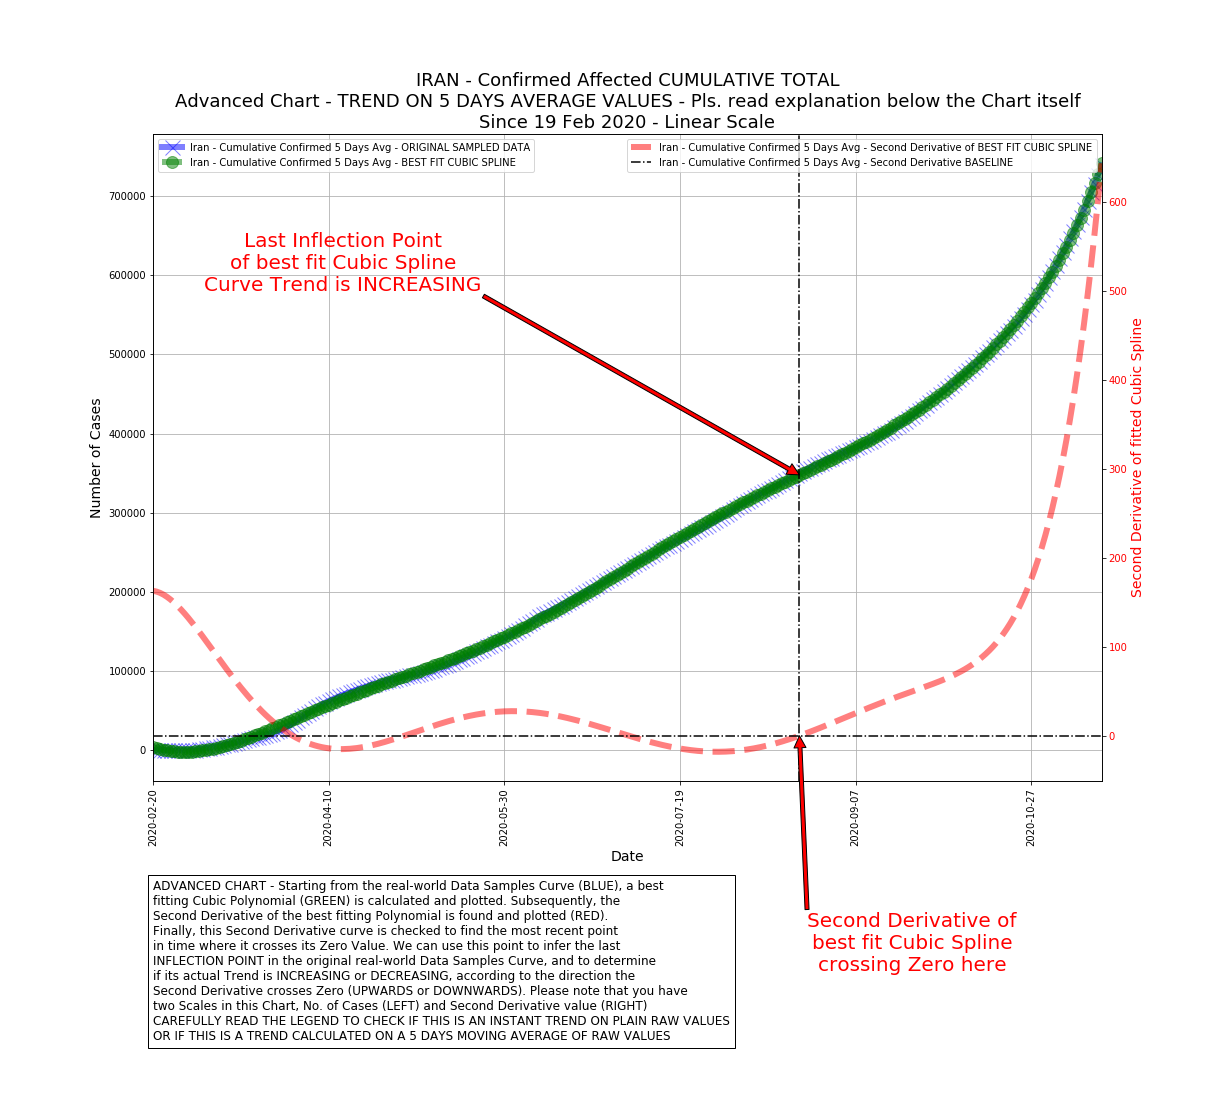 IRAN - Confirmed Affected CUMULATIVE TOTAL
Advanced Chart - TREND ON 5 DAYS AVERAGE VALUES - Pls. read explanation below the Chart itself
Since 19 Feb 2020 - Linear Scale
Iran - Cumulative Confirmed 5 Days Avg - ORIGINAL SAMPLED DATA
Iran - Cumulative Confirmed 5 Days Avg - BEST FIT CUBIC SPLINE
Iran - Cumulative Confirmed 5 Days Avg - Second Derivative of BEST FIT CUBIC SPLINE
Iran - Cumulative Confirmed 5 Days Avg - Second Derivative BASELINE
Last Inflection Point
of best fit Cubic Spline
Curve Trend is INCREASING
Number of Cases
700000
600000
500000
400000
300000
200000
100000
0
600
500
400
300
200
100
0
Second Derivative of fitted Cubic Spline
2020-02-20
2020-04-10
2020-05-30
2020-07-19
2020-09-07
2020-10-27
Date
Second Derivative of
best fit Cubic Spline
crossing Zero here
ADVANCED CHART - Starting from the real-world Data Samples Curve (BLUE), a best
fitting Cubic Polynomial (GREEN) is calculated and plotted. Subsequently, the
Second Derivative of the best fitting Polynomial is found and plotted (RED).
Finally, this Second Derivative curve is checked to find the most recent point
in time where it crosses its Zero Value. We can use this point to infer the last
INFLECTION POINT in the original real-world Data Samples Curve, and to determine
if its actual Trend is INCREASING or DECREASING, according to the direction the
Second Derivative crosses Zero (UPWARDS or DOWNWARDS). Please note that you have
two Scales in this Chart, No. of Cases (LEFT) and Second Derivative value (RIGHT)
CAREFULLY READ THE LEGEND TO CHECK IF THIS IS AN INSTANT TREND ON PLAIN RAW VALUES
OR IF THIS IS A TREND CALCULATED ON A 5 DAYS MOVING AVERAGE OF RAW VALUES